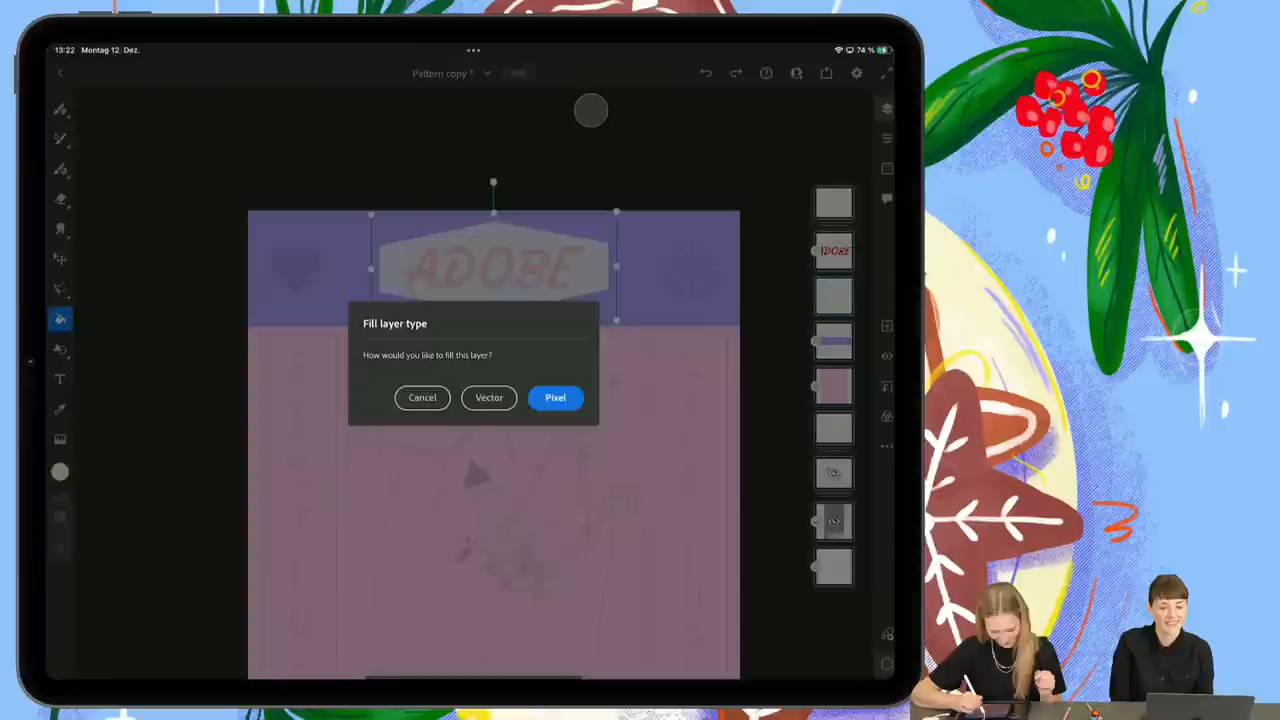 13:22 Montag 12. Dez.
74 %
Pattern copy *
ADOBE
Fill layer type
How would you like to fill this layer?
Cancel
Vector
Pixel
T
ADOBE